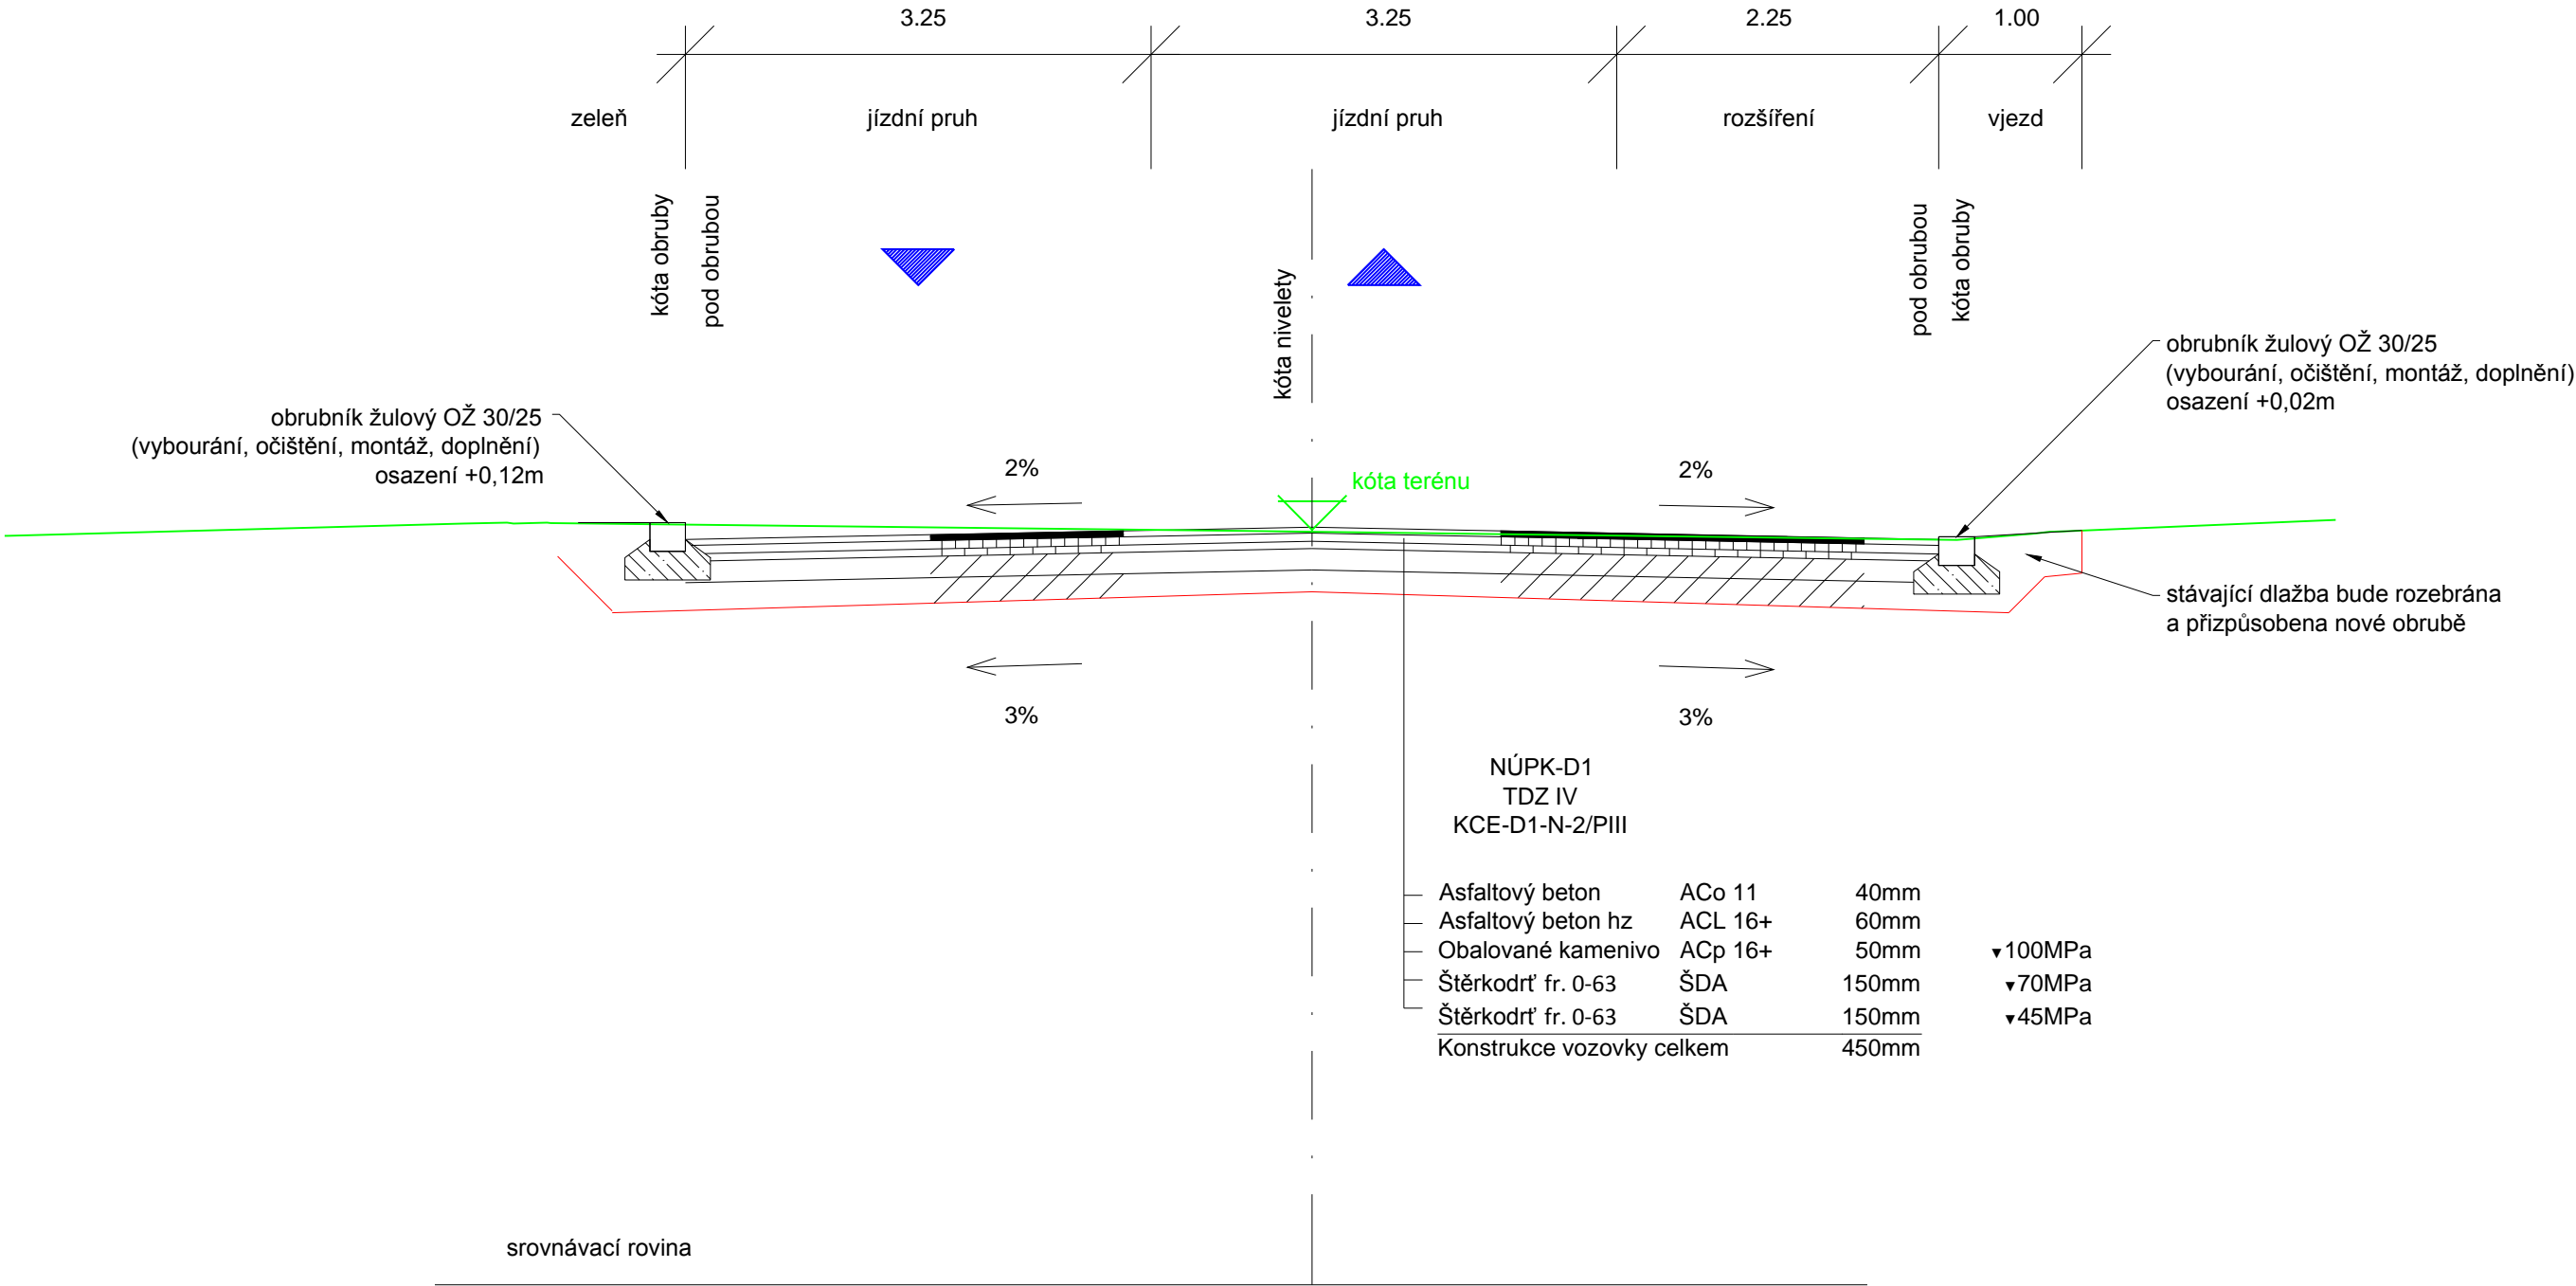 3.25
3.25
2.25
1.00
zeleň
jízdní pruh
jízdní pruh
rozšíření
vjezd
kóta obruby
pod obrubou
kóta nivelety
pod obrubou
kóta obruby
obrubník žulový OŽ 30/25
(vybourání, očištění, montáž, doplnění)
osazení +0,12m
obrubník žulový OŽ 30/25
(vybourání, očištění, montáž, doplnění)
osazení +0,02m
2%
kóta terénu
2%
stávající dlažba bude rozebrána
a přizpůsobena nové obrubě
3%
3%
NÚPK-D1
TDZ IV
KCE-D1-N-2/PIII
Asfaltový beton ACo 11 40mm
Asfaltový beton hz ACL 16+ 60mm
Obalované kamenivo ACp 16+ 50mm ▾100MPa
Štěrkodrť fr. 0-63 ŠDA 150mm ▾70MPa
Štěrkodrť fr. 0-63 ŠDA 150mm ▾45MPa
Konstrukce vozovky celkem 450mm
srovnávací rovina